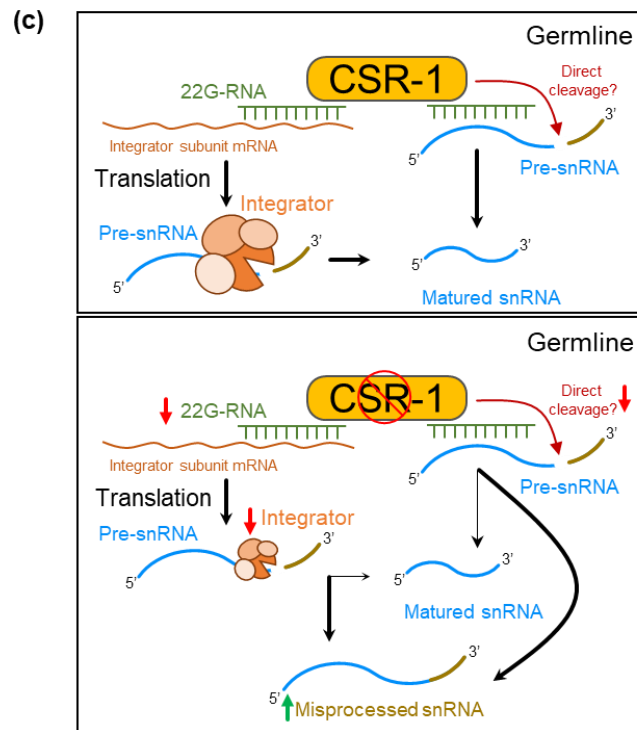 (c)
Germline
CSR-1
22G-RNA
Direct
cleavage?
Integrator subunit mRNA
5’
Pre-snRNA
Translation
Integrator
Pre-snRNA
3’
5’
5’
3’
Matured snRNA
Germline
CSR-1
22G-RNA
Direct
cleavage?
Integrator subunit mRNA
5’
Pre-snRNA
Translation
Integrator
Pre-snRNA
3’
5’
5’
3’
Matured snRNA
3’
5’
Misprocessed snRNA